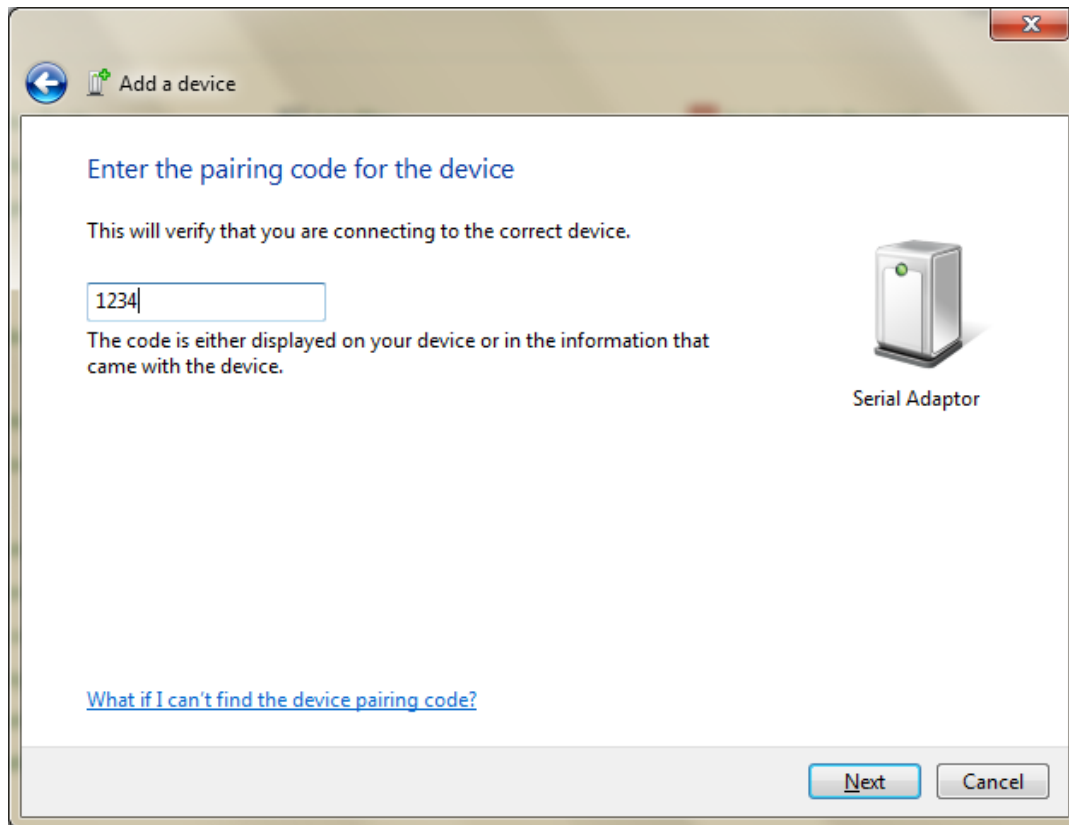 Add a device
Enter the pairing code for the device
This will verify that you are connecting to the correct device.
1234
The code is either displayed on your device or in the information that
came with the device.
Serial Adaptor
What if I can't find the device pairing code?
Next
Cancel